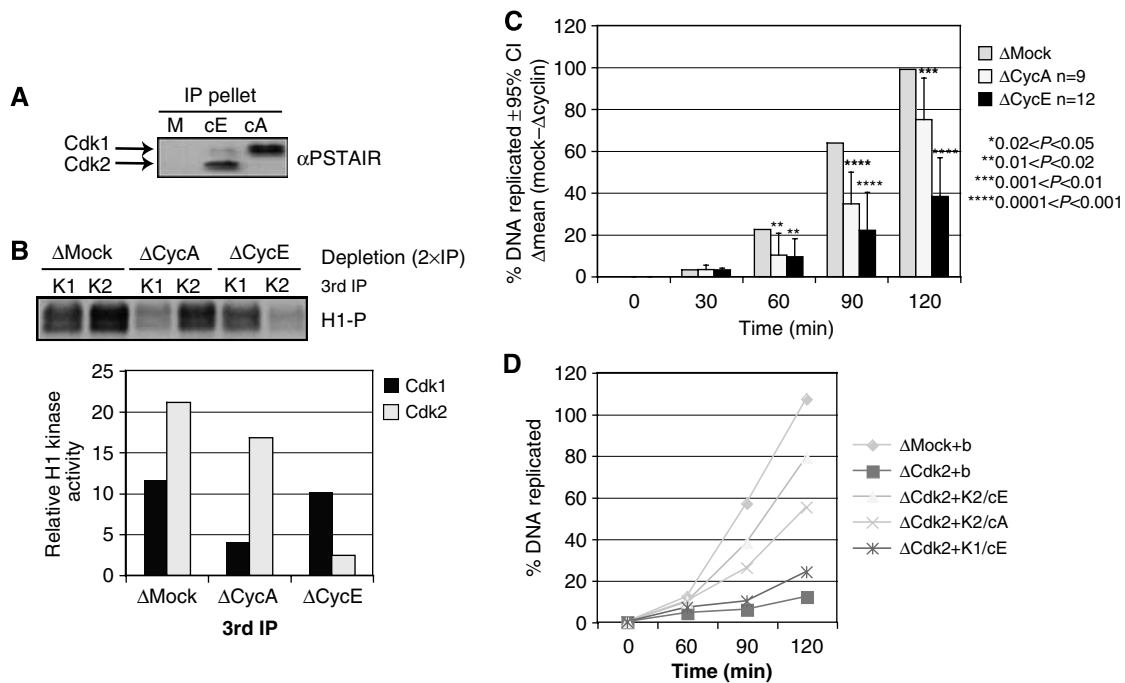 A
IP pellet
M cE cA
Cdk1
Cdk2
αPSTAIR
B
ΔMock ΔCycA ΔCycE Depletion (2×IP)
K1 K2 K1 K2 K1 K2 3rd IP
H1-P
Relative H1 kinase
activity
25
20
15
10
5
0
ΔMock ΔCycA ΔCycE
3rd IP
Cdk1
Cdk2
C
% DNA replicated ±95% CI
Δmean (mock–Δcyclin)
120
100
80
60
40
20
0
** **
**** ****
*** ****
0 30 60 90 120
Time (min)
ΔMock
ΔCycA n=9
ΔCycE n=12
*0.02<P<0.05
**0.01<P<0.02
***0.001<P<0.01
****0.0001<P<0.001
D
% DNA replicated
120
100
80
60
40
20
0
0 60 90 120
Time (min)
ΔMock+b
ΔCdk2+b
ΔCdk2+K2/cE
ΔCdk2+K2/cA
ΔCdk2+K1/cE